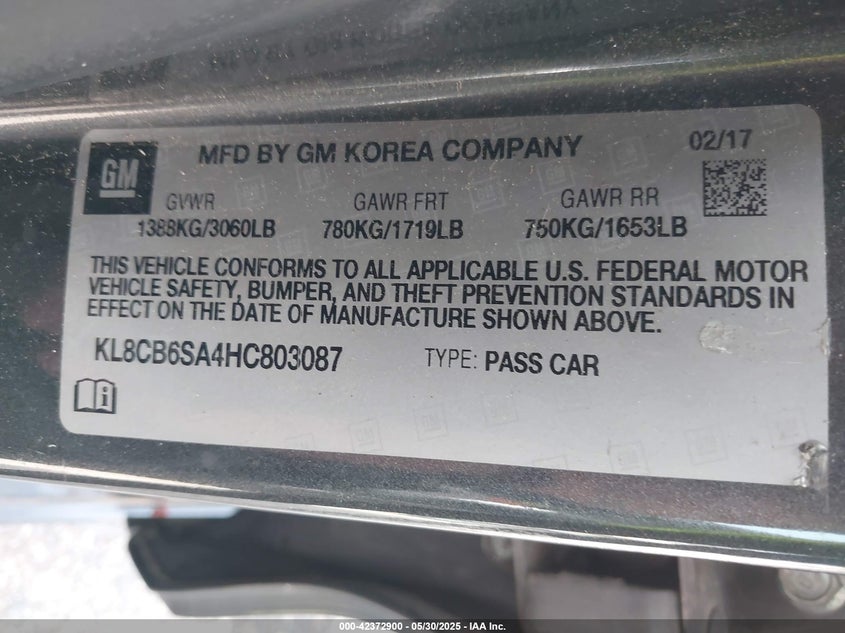 GM
MFD BY GM KOREA COMPANY
02/17
GVWR
GAWR FRT
GAWR RR
1388KG/3060LB
780KG/1719LB
750KG/1653LB
THIS VEHICLE CONFORMS TO ALL APPLICABLE U.S. FEDERAL MOTOR
VEHICLE SAFETY, BUMPER, AND THEFT PREVENTION STANDARDS IN
EFFECT ON THE DATE OF MANUFACTURE SHOWN ABOVE.
KL8CB6SA4HC803087
TYPE: PASS CAR
000-42372900 - 05/30/2025 - IAA Inc.